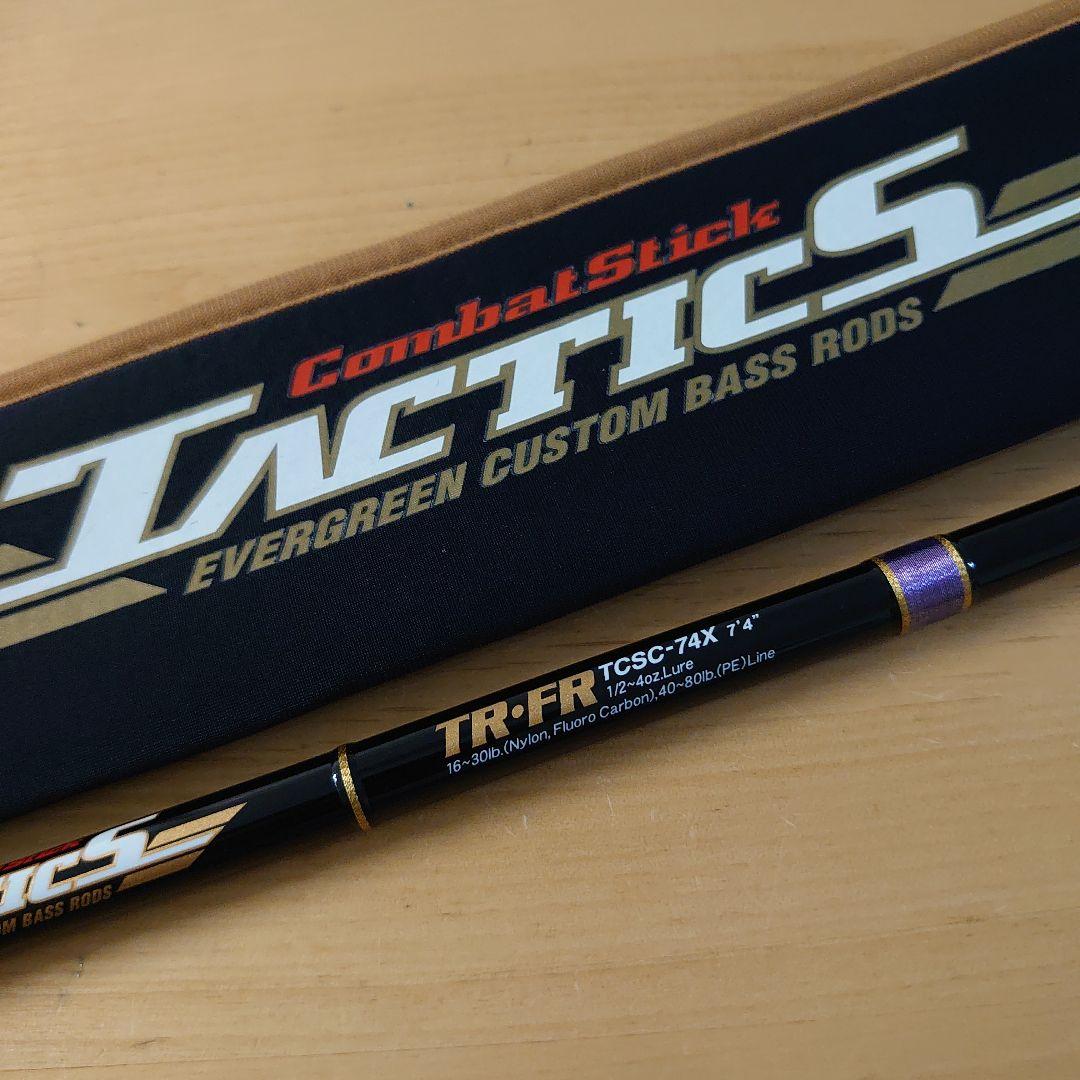 CombatStick
TACTICS
EVERGREEN CUSTOM BASS RODS
TR•FR TCSC-74X 7'4"
1/2~4oz.Lure
16~30lb.(Nylon, Fluoro Carbon),40~80lb.(PE)Line
TICS
BASS RODS